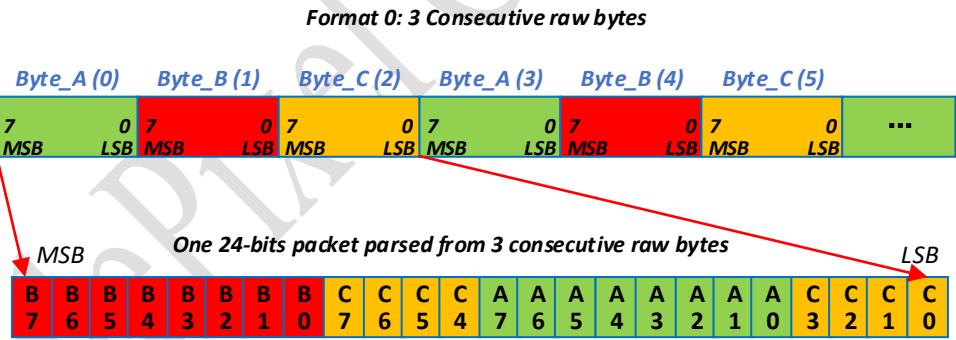 Format 0: 3 Consecutive raw bytes
Byte_A (0) Byte_B (1) Byte_C (2) Byte_A (3) Byte_B (4) Byte_C (5)
7 0 7 0 7 0 7 0 7 0 7 0 ...
MSB LSB MSB LSB MSB LSB MSB LSB MSB LSB MSB LSB
MSB One 24-bits packet parsed from 3 consecutive raw bytes LSB
B B B B B B B B C C C C A A A A A A A A C C C C
7 6 5 4 3 2 1 0 7 6 5 4 7 6 5 4 3 2 1 0 3 2 1 0